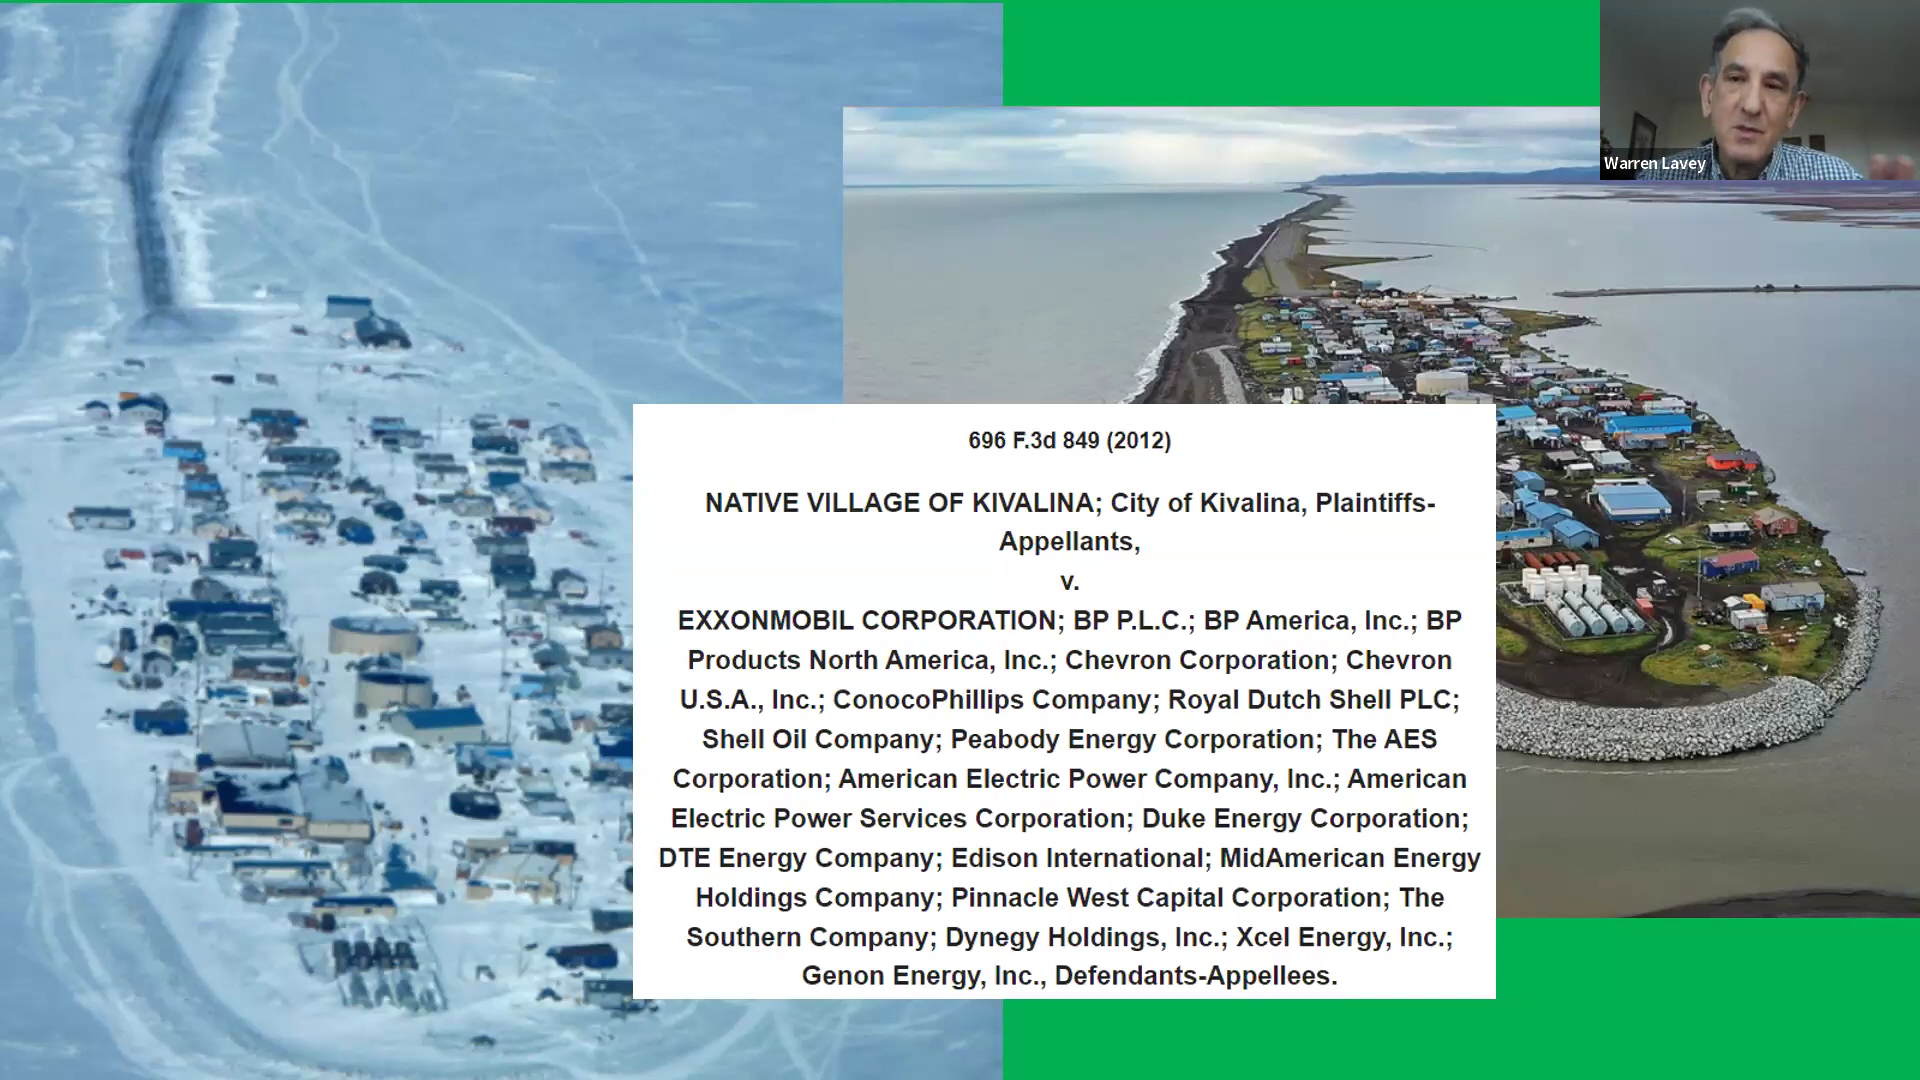 Warren Lavey
696 F.3d 849 (2012)
NATIVE VILLAGE OF KIVALINA; City of Kivalina, Plaintiffs-
Appellants,
v.
EXXONMOBIL CORPORATION; BP P.L.C.; BP America, Inc.; BP
Products North America, Inc.; Chevron Corporation; Chevron
U.S.A., Inc.; ConocoPhillips Company; Royal Dutch Shell PLC;
Shell Oil Company; Peabody Energy Corporation; The AES
Corporation; American Electric Power Company, Inc.; American
Electric Power Services Corporation; Duke Energy Corporation;
DTE Energy Company; Edison International; MidAmerican Energy
Holdings Company; Pinnacle West Capital Corporation; The
Southern Company; Dynegy Holdings, Inc.; Xcel Energy, Inc.;
Genon Energy, Inc., Defendants-Appellees.